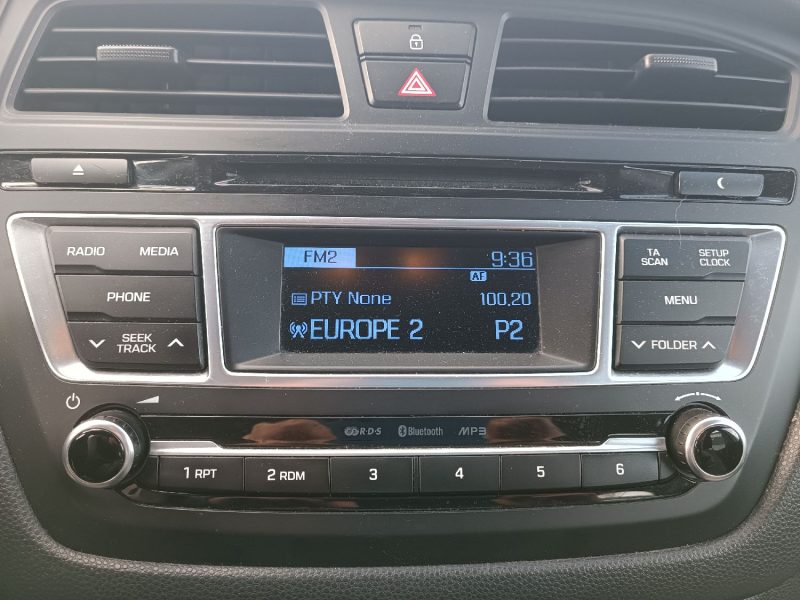 RADIO MEDIA
PHONE
SEEK
TRACK
FM2 9:36
AF
PTY None 100.20
EUROPE 2 P2
TA
SCAN
SETUP
CLOCK
MENU
FOLDER
R·D·S Bluetooth MP3
1 RPT 2 RDM 3 4 5 6